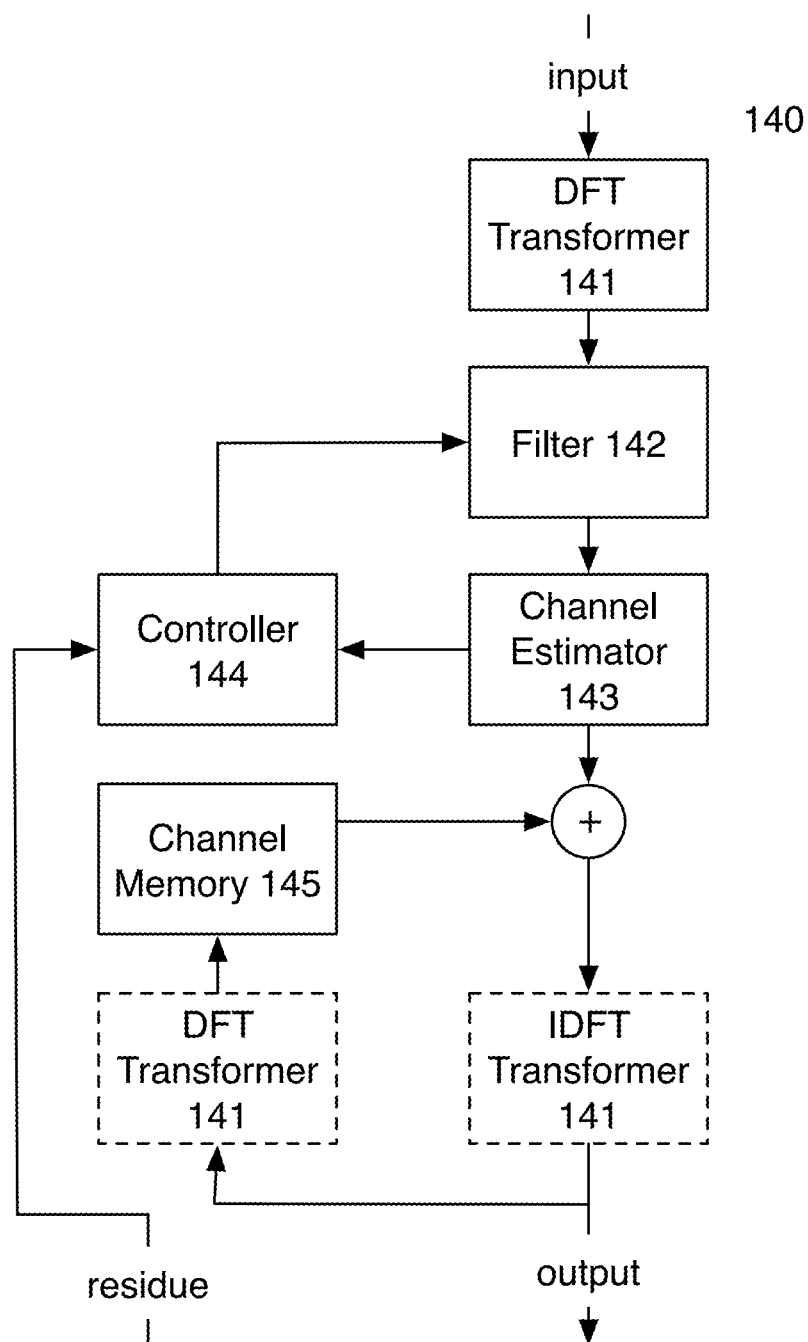 input
140
DFT
Transformer
141
Filter 142
Controller
144
Channel
Estimator
143
Channel
Memory 145
+
DFT
Transformer
141
IDFT
Transformer
141
residue
output